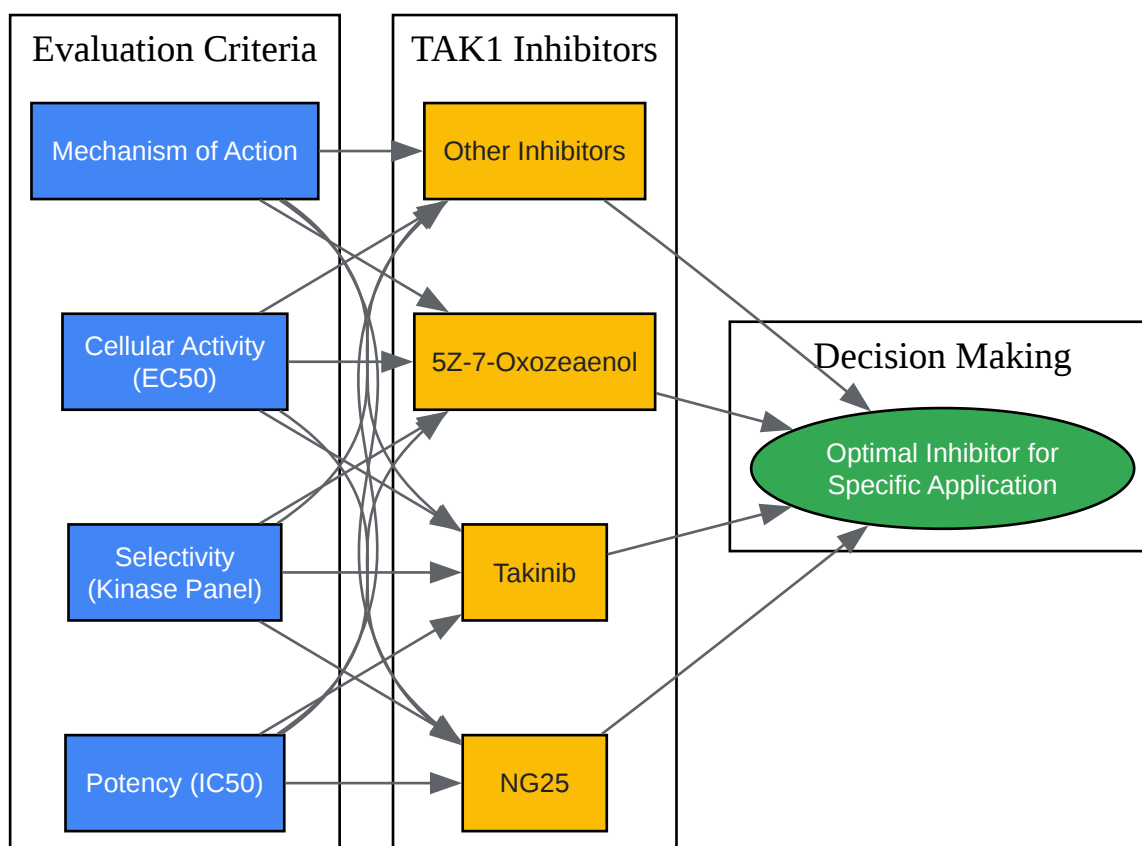 Evaluation Criteria
Mechanism of Action
Cellular Activity
(EC50)
Selectivity
(Kinase Panel)
Potency (IC50)
TAK1 Inhibitors
Other Inhibitors
5Z-7-Oxozeaenol
Takinib
NG25
Decision Making
Optimal Inhibitor for
Specific Application